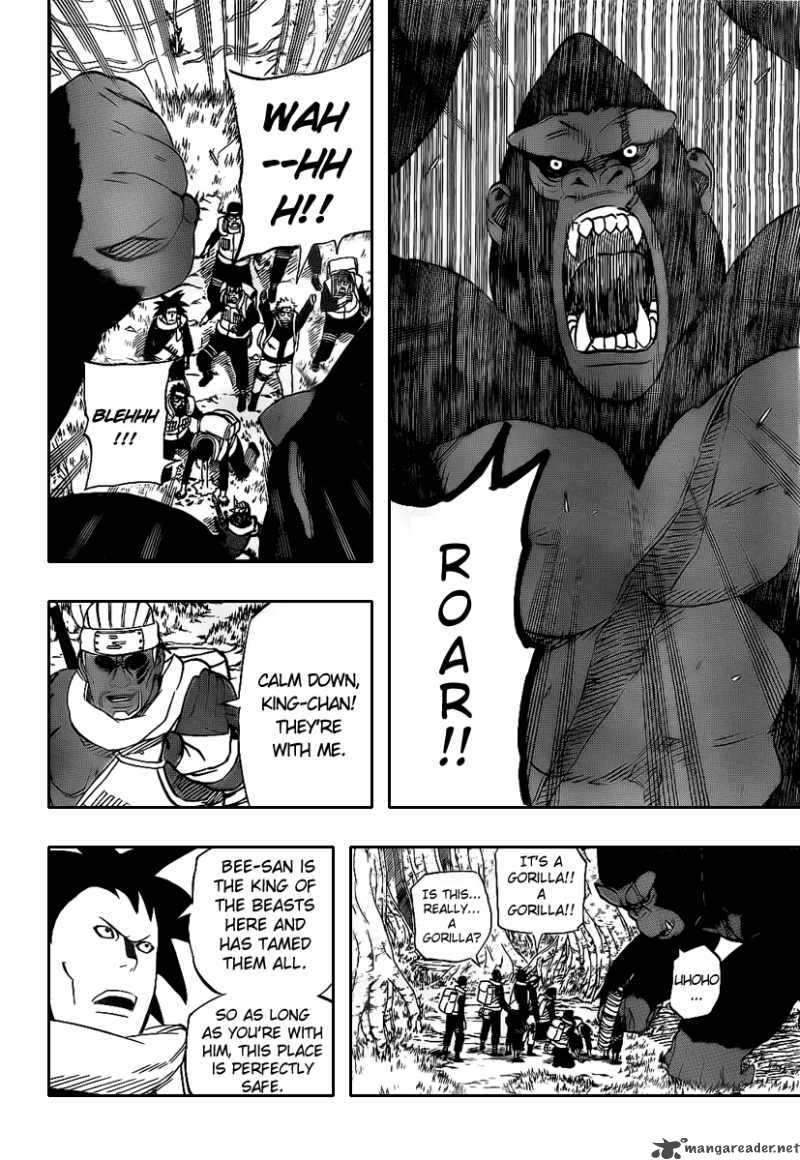 ROAR!!
WAH
--HH
H!!
BLEHHH
!!!
CALM DOWN,
KING-CHAN!
THEY'RE
WITH ME.
IT'S A
GORILLA!!
A
GORILLA!!
IS THIS...
REALLY...
A
GORILLA?
UHOHO
...
BEE-SAN IS
THE KING OF
THE BEASTS
HERE AND
HAS TAMED
THEM ALL.
SO AS LONG
AS YOU'RE WITH
HIM, THIS PLACE
IS PERFECTLY
SAFE.
mangareader.net